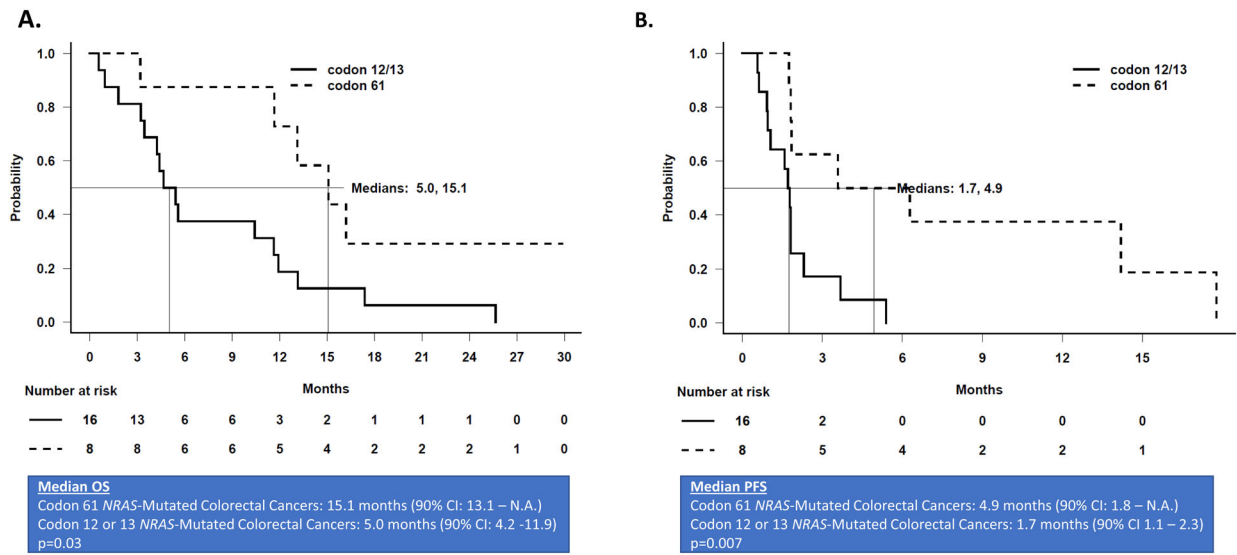 A.
1.0
0.8
0.6
0.4
0.2
0.0
Probability
codon 12/13
codon 61
Medians: 5.0, 15.1
0 3 6 9 12 15 18 21 24 27 30
Number at risk
Months
16 13 6 6 3 2 1 1 1 0 0
8 8 6 6 5 4 2 2 2 1 0
Median OS
Codon 61 NRAS-Mutated Colorectal Cancers: 15.1 months (90% CI: 13.1 – N.A.)
Codon 12 or 13 NRAS-Mutated Colorectal Cancers: 5.0 months (90% CI: 4.2 -11.9)
p=0.03
B.
1.0
0.8
0.6
0.4
0.2
0.0
Probability
codon 12/13
codon 61
Medians: 1.7, 4.9
0 3 6 9 12 15
Number at risk
Months
16 2 0 0 0 0
8 5 4 2 2 1
Median PFS
Codon 61 NRAS-Mutated Colorectal Cancers: 4.9 months (90% CI: 1.8 – N.A.)
Codon 12 or 13 NRAS-Mutated Colorectal Cancers: 1.7 months (90% CI 1.1 – 2.3)
p=0.007